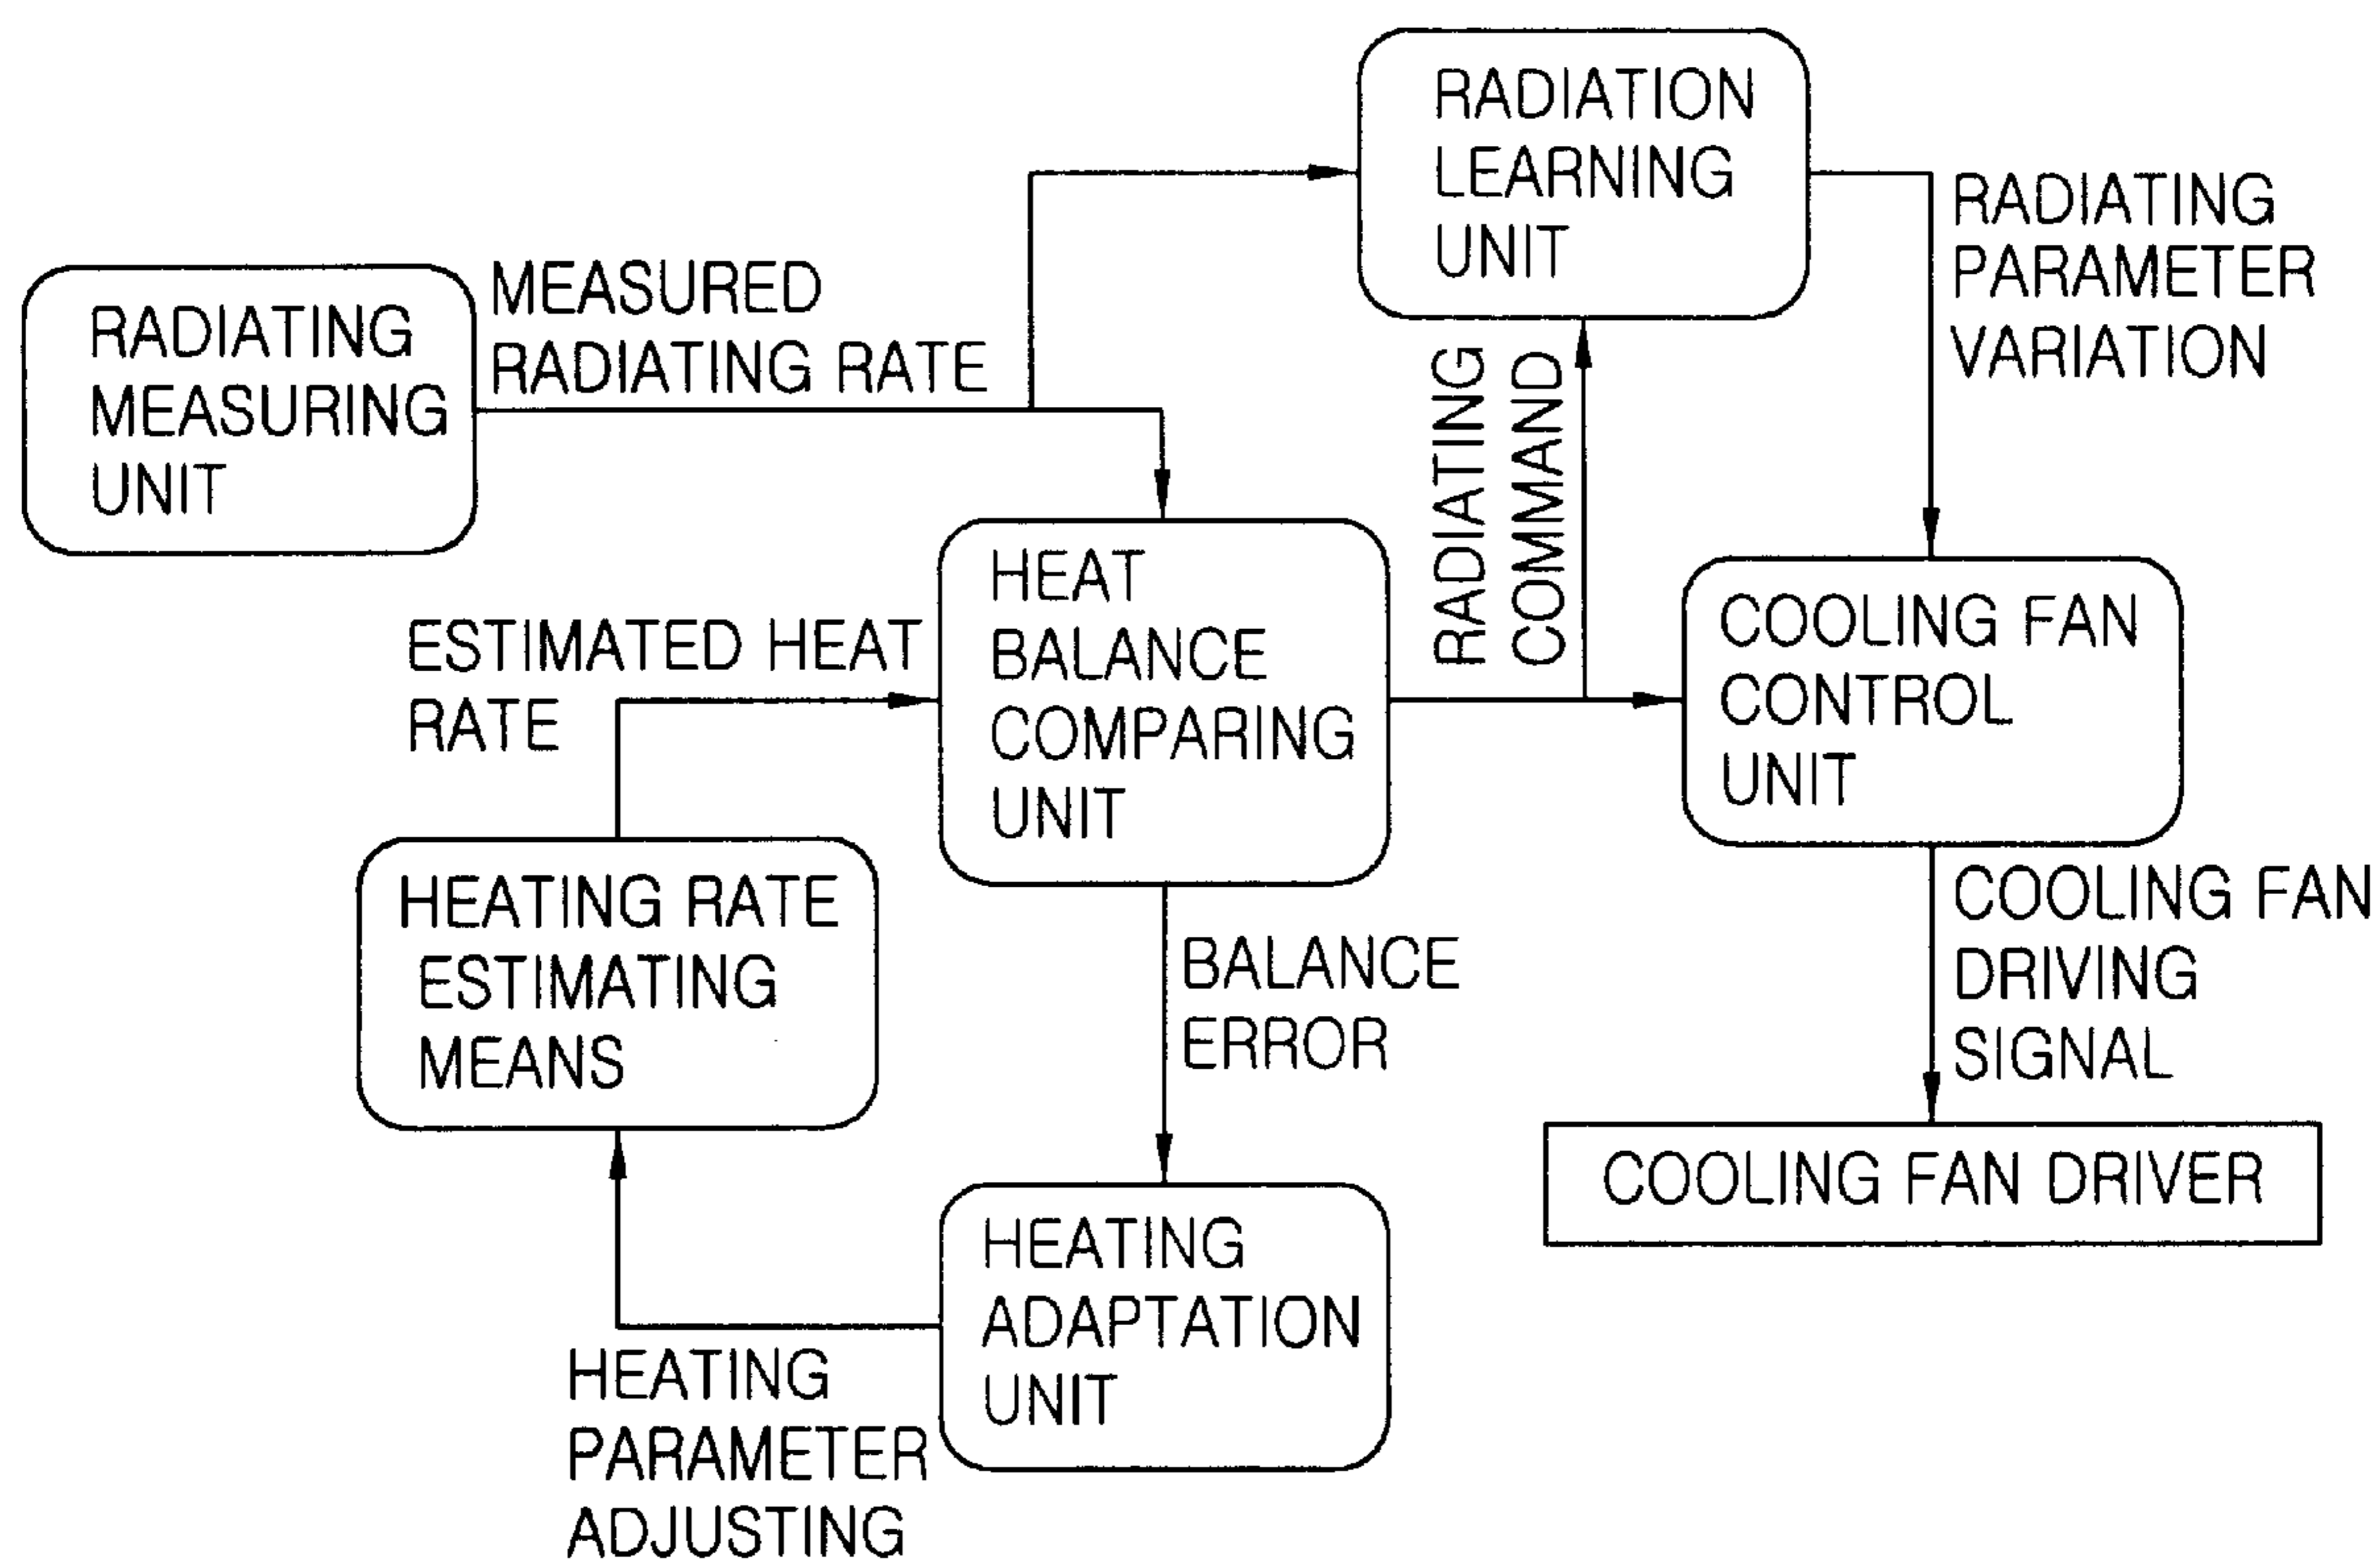 RADIATION
LEARNING
UNIT
RADIATING
PARAMETER
VARIATION
MEASURED
RADIATING RATE
RADIATING
MEASURING
UNIT
RADIATING
COMMAND
HEAT
BALANCE
COMPARING
UNIT
ESTIMATED HEAT
RATE
COOLING FAN
CONTROL
UNIT
HEATING RATE
ESTIMATING
MEANS
BALANCE
ERROR
COOLING FAN
DRIVING
SIGNAL
COOLING FAN DRIVER
HEATING
ADAPTATION
UNIT
HEATING
PARAMETER
ADJUSTING